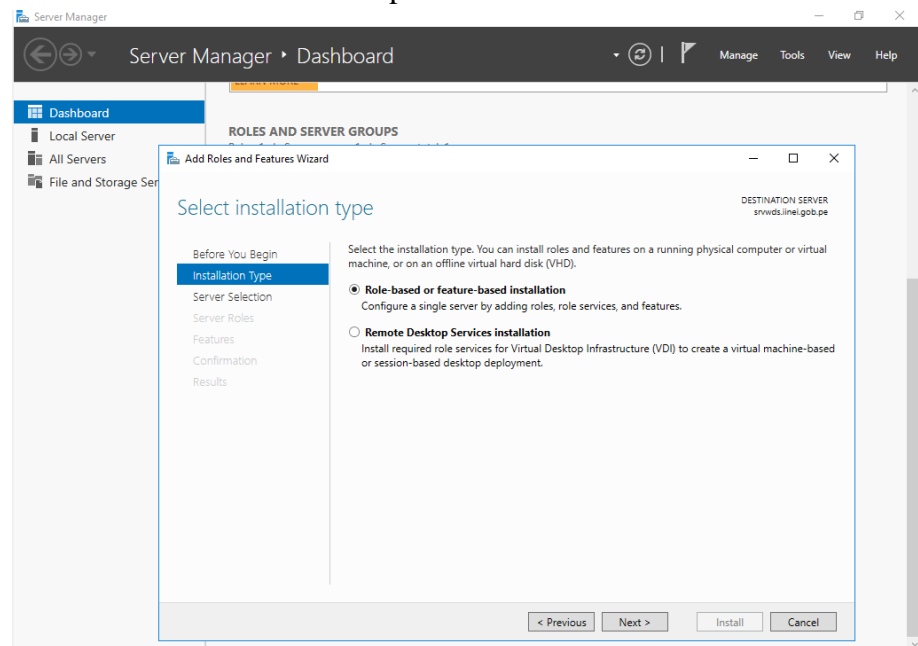 Server Manager
Server Manager • Dashboard
Manage Tools View Help
Dashboard
Local Server
All Servers
File and Storage Ser
ROLES AND SERVER GROUPS
Add Roles and Features Wizard
Select installation type
DESTINATION SERVER
srvwds.iinei.gob.pe
Before You Begin
Installation Type
Server Selection
Server Roles
Features
Confirmation
Results
Select the installation type. You can install roles and features on a running physical computer or virtual
machine, or on an offline virtual hard disk (VHD).
Role-based or feature-based installation
Configure a single server by adding roles, role services, and features.
Remote Desktop Services installation
Install required role services for Virtual Desktop Infrastructure (VDI) to create a virtual machine-based
or session-based desktop deployment.
< Previous Next > Install Cancel